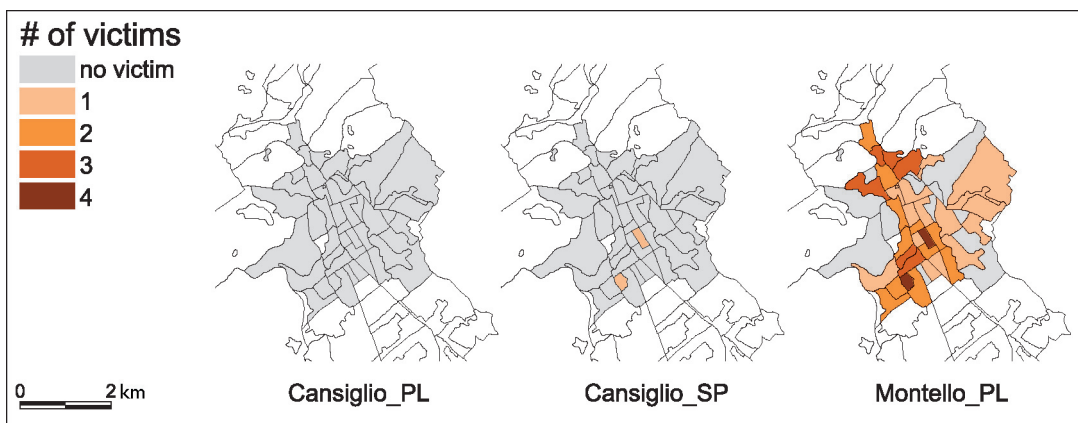 # of victims
no victim
1
2
3
4
0 2 km
Cansiglio_PL Cansiglio_SP Montello_PL